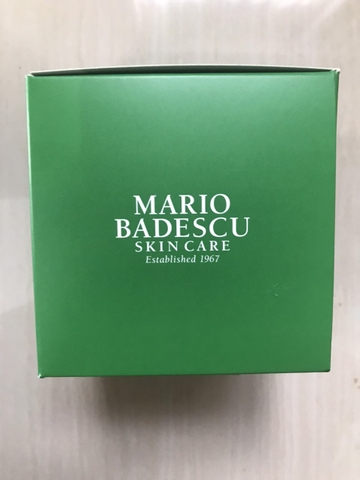 MARIO
BADESCU
SKIN CARE
Established 1967